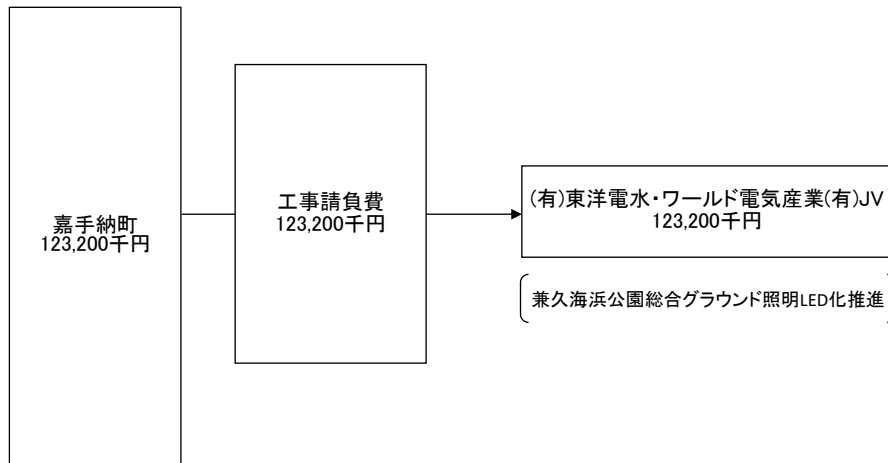 嘉手納町
123,200千円
工事請負費
123,200千円
(有)東洋電水・ワールド電気産業(有)JV
123,200千円
兼久海浜公園総合グラウンド照明LED化推進